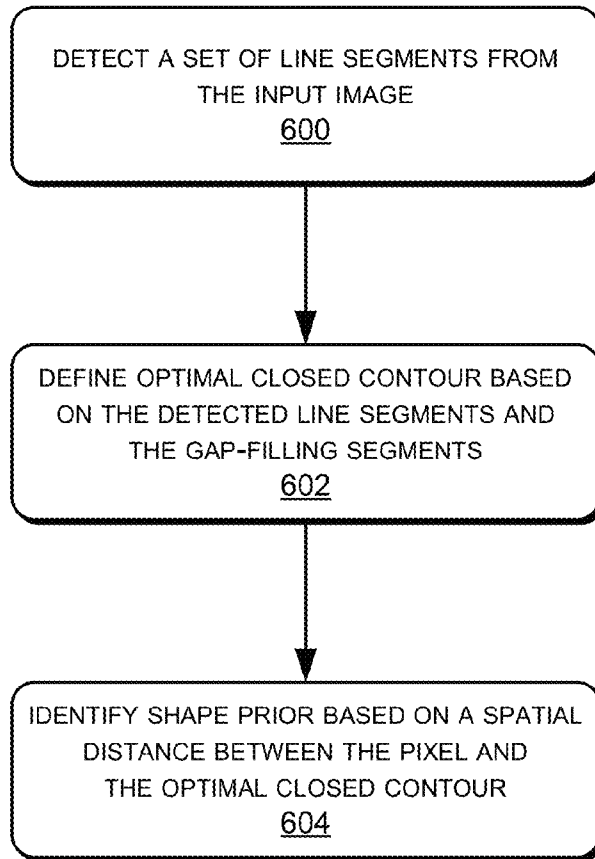 DETECT A SET OF LINE SEGMENTS FROM
THE INPUT IMAGE
600
DEFINE OPTIMAL CLOSED CONTOUR BASED
ON THE DETECTED LINE SEGMENTS AND
THE GAP-FILLING SEGMENTS
602
IDENTIFY SHAPE PRIOR BASED ON A SPATIAL
DISTANCE BETWEEN THE PIXEL AND
THE OPTIMAL CLOSED CONTOUR
604